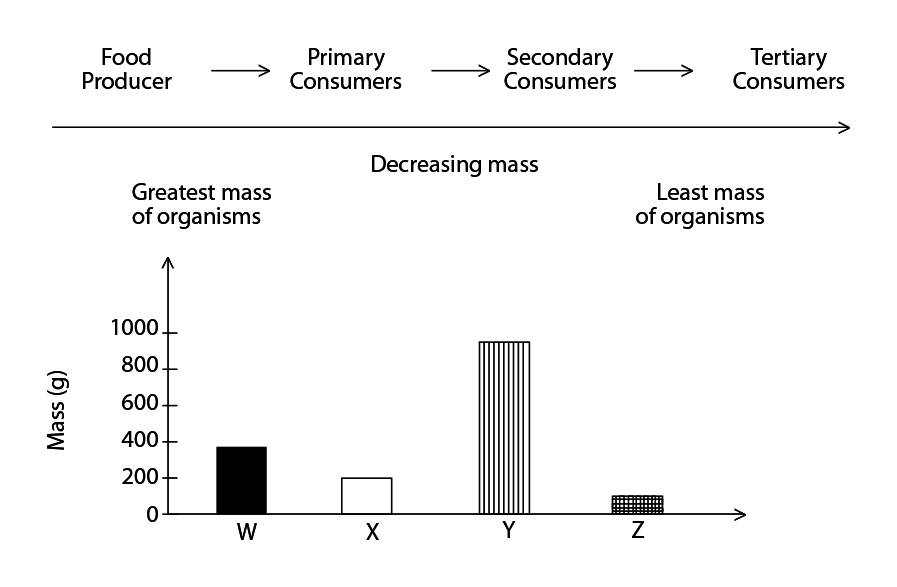 Food Producer
Primary Consumers
Secondary Consumers
Tertiary Consumers
Decreasing mass
Greatest mass
of organisms
Least mass
of organisms
Mass (g)
1000
800
600
400
200
0
W X Y Z